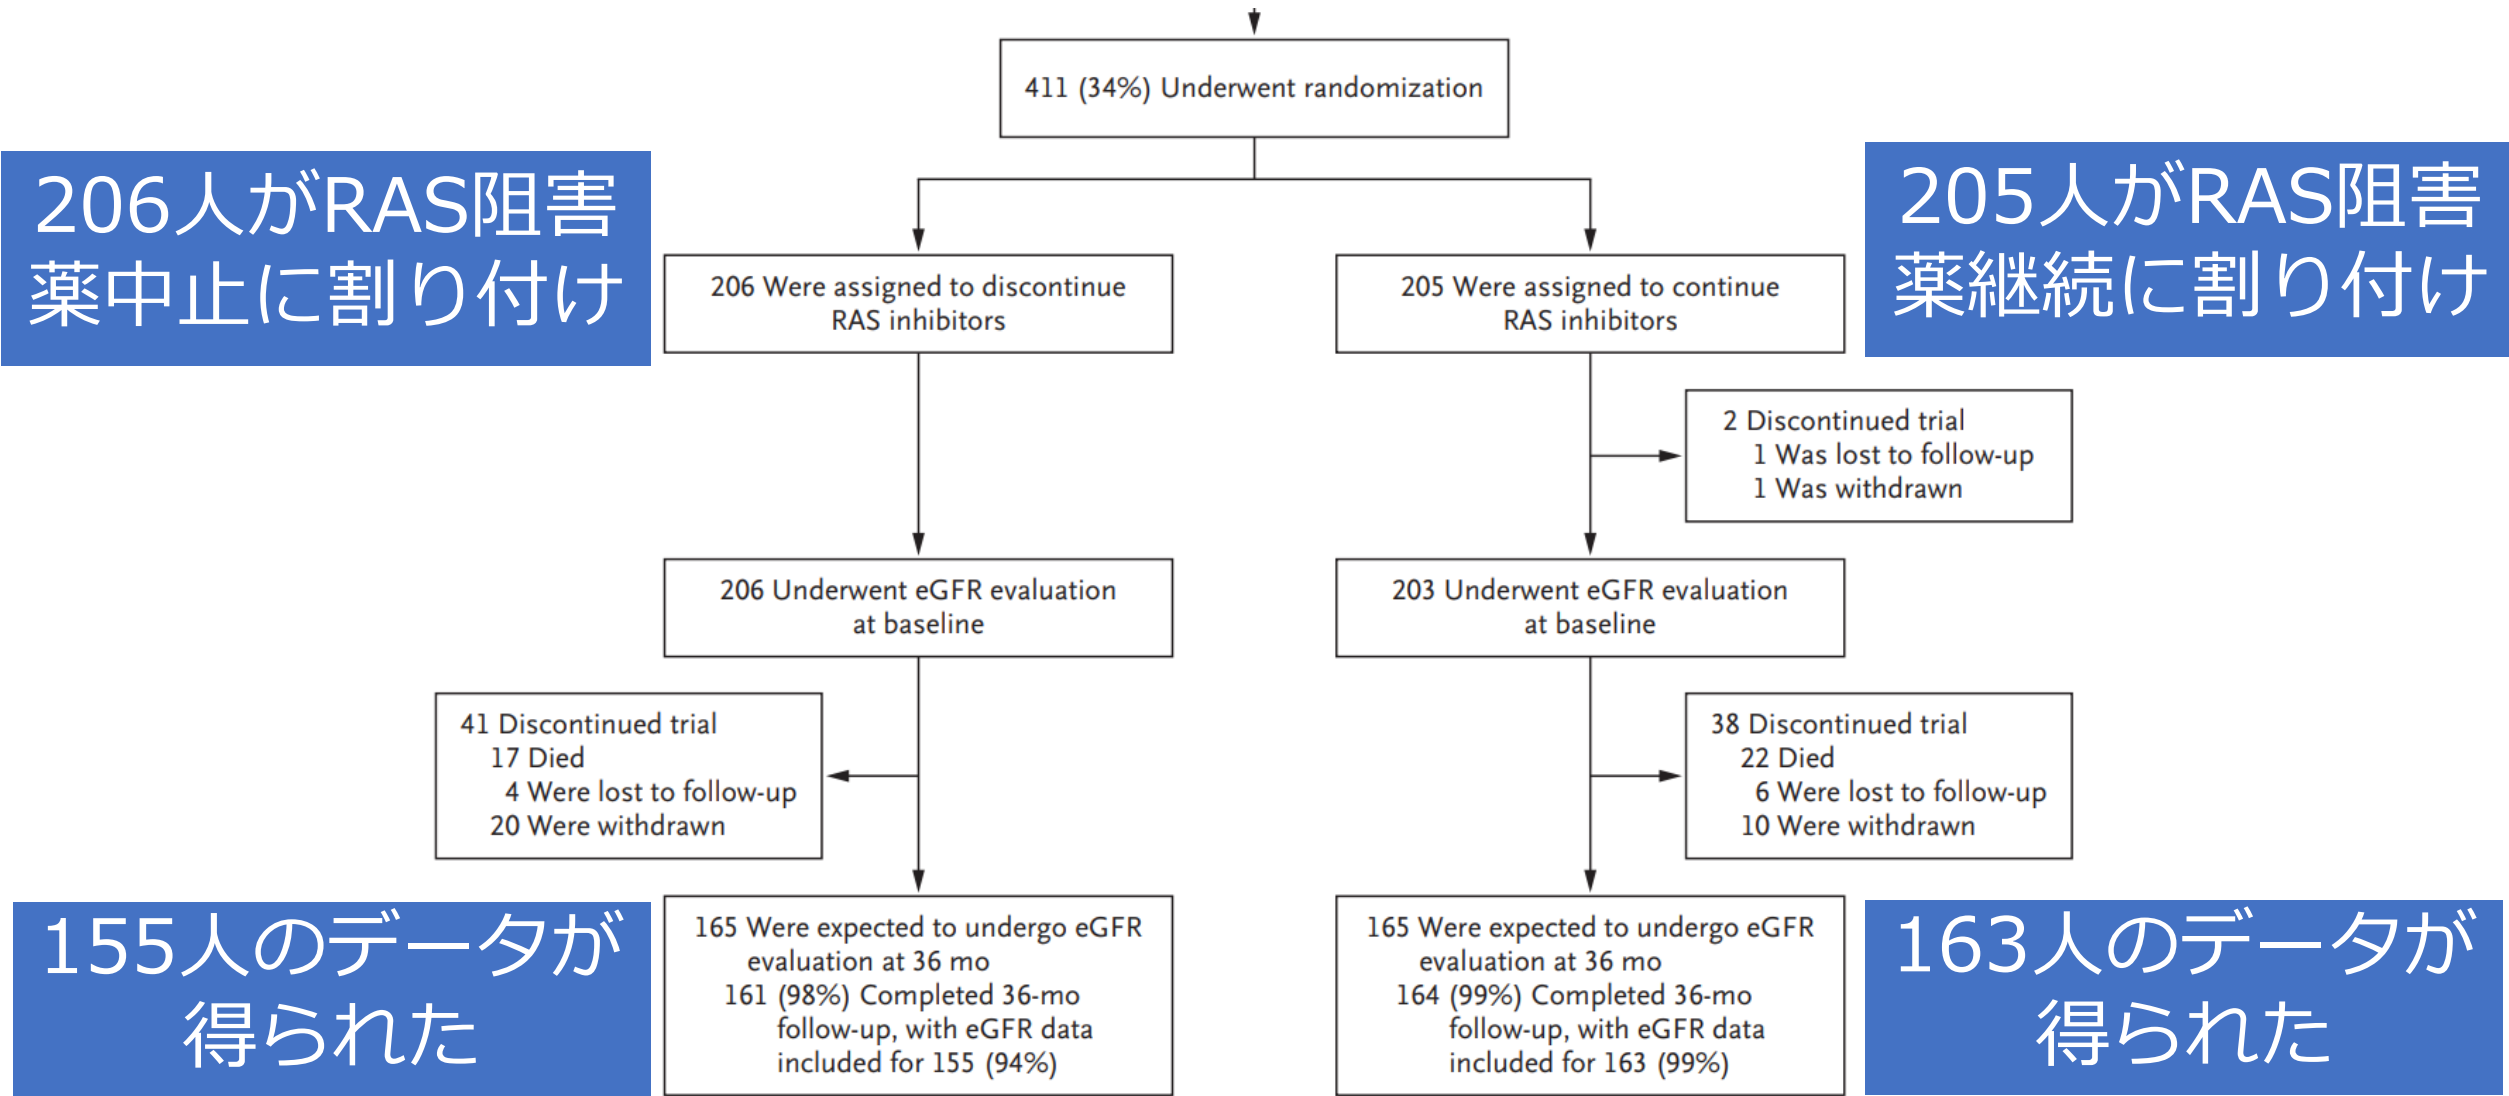 411 (34%) Underwent randomization
206人がRAS阻害
薬中止に割り付け
205人がRAS阻害
薬継続に割り付け
206 Were assigned to discontinue
RAS inhibitors
205 Were assigned to continue
RAS inhibitors
2 Discontinued trial
1 Was lost to follow-up
1 Was withdrawn
206 Underwent eGFR evaluation
at baseline
203 Underwent eGFR evaluation
at baseline
41 Discontinued trial
17 Died
4 Were lost to follow-up
20 Were withdrawn
38 Discontinued trial
22 Died
6 Were lost to follow-up
10 Were withdrawn
155人のデータが
得られた
165 Were expected to undergo eGFR
evaluation at 36 mo
161 (98%) Completed 36-mo
follow-up, with eGFR data
included for 155 (94%)
165 Were expected to undergo eGFR
evaluation at 36 mo
164 (99%) Completed 36-mo
follow-up, with eGFR data
included for 163 (99%)
163人のデータが
得られた